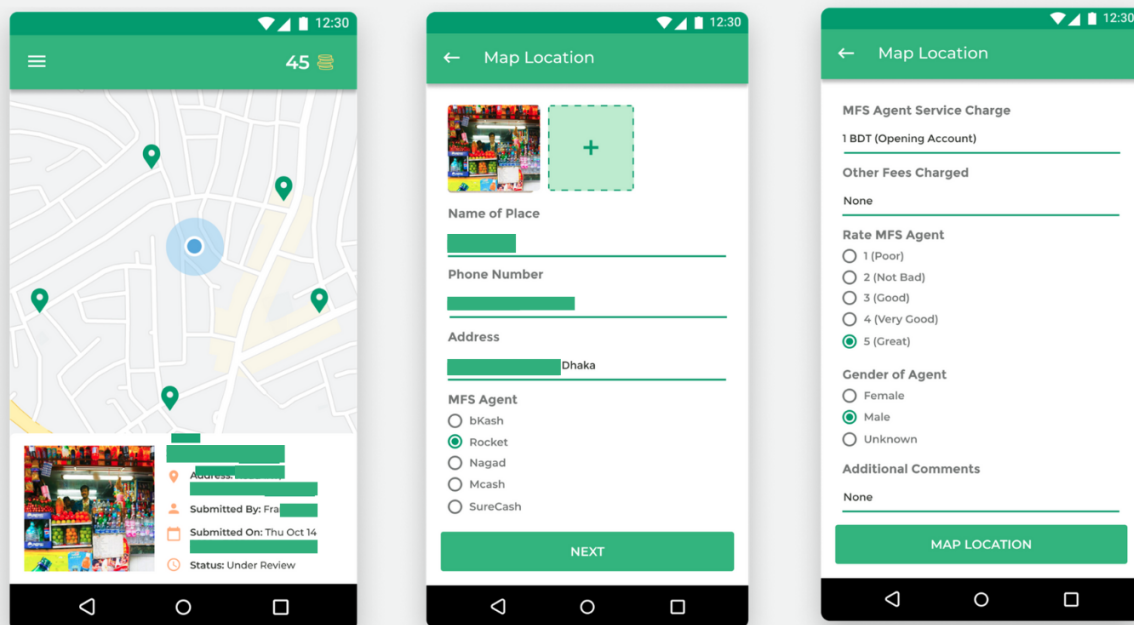 12:30
45
Address:
Submitted By: Fra
Submitted On: Thu Oct 14
Status: Under Review
12:30
Map Location
+
Name of Place
Phone Number
Address
Dhaka
MFS Agent
bKash
Rocket
Nagad
Mcash
SureCash
NEXT
12:30
Map Location
MFS Agent Service Charge
1 BDT (Opening Account)
Other Fees Charged
None
Rate MFS Agent
1 (Poor)
2 (Not Bad)
3 (Good)
4 (Very Good)
5 (Great)
Gender of Agent
Female
Male
Unknown
Additional Comments
None
MAP LOCATION